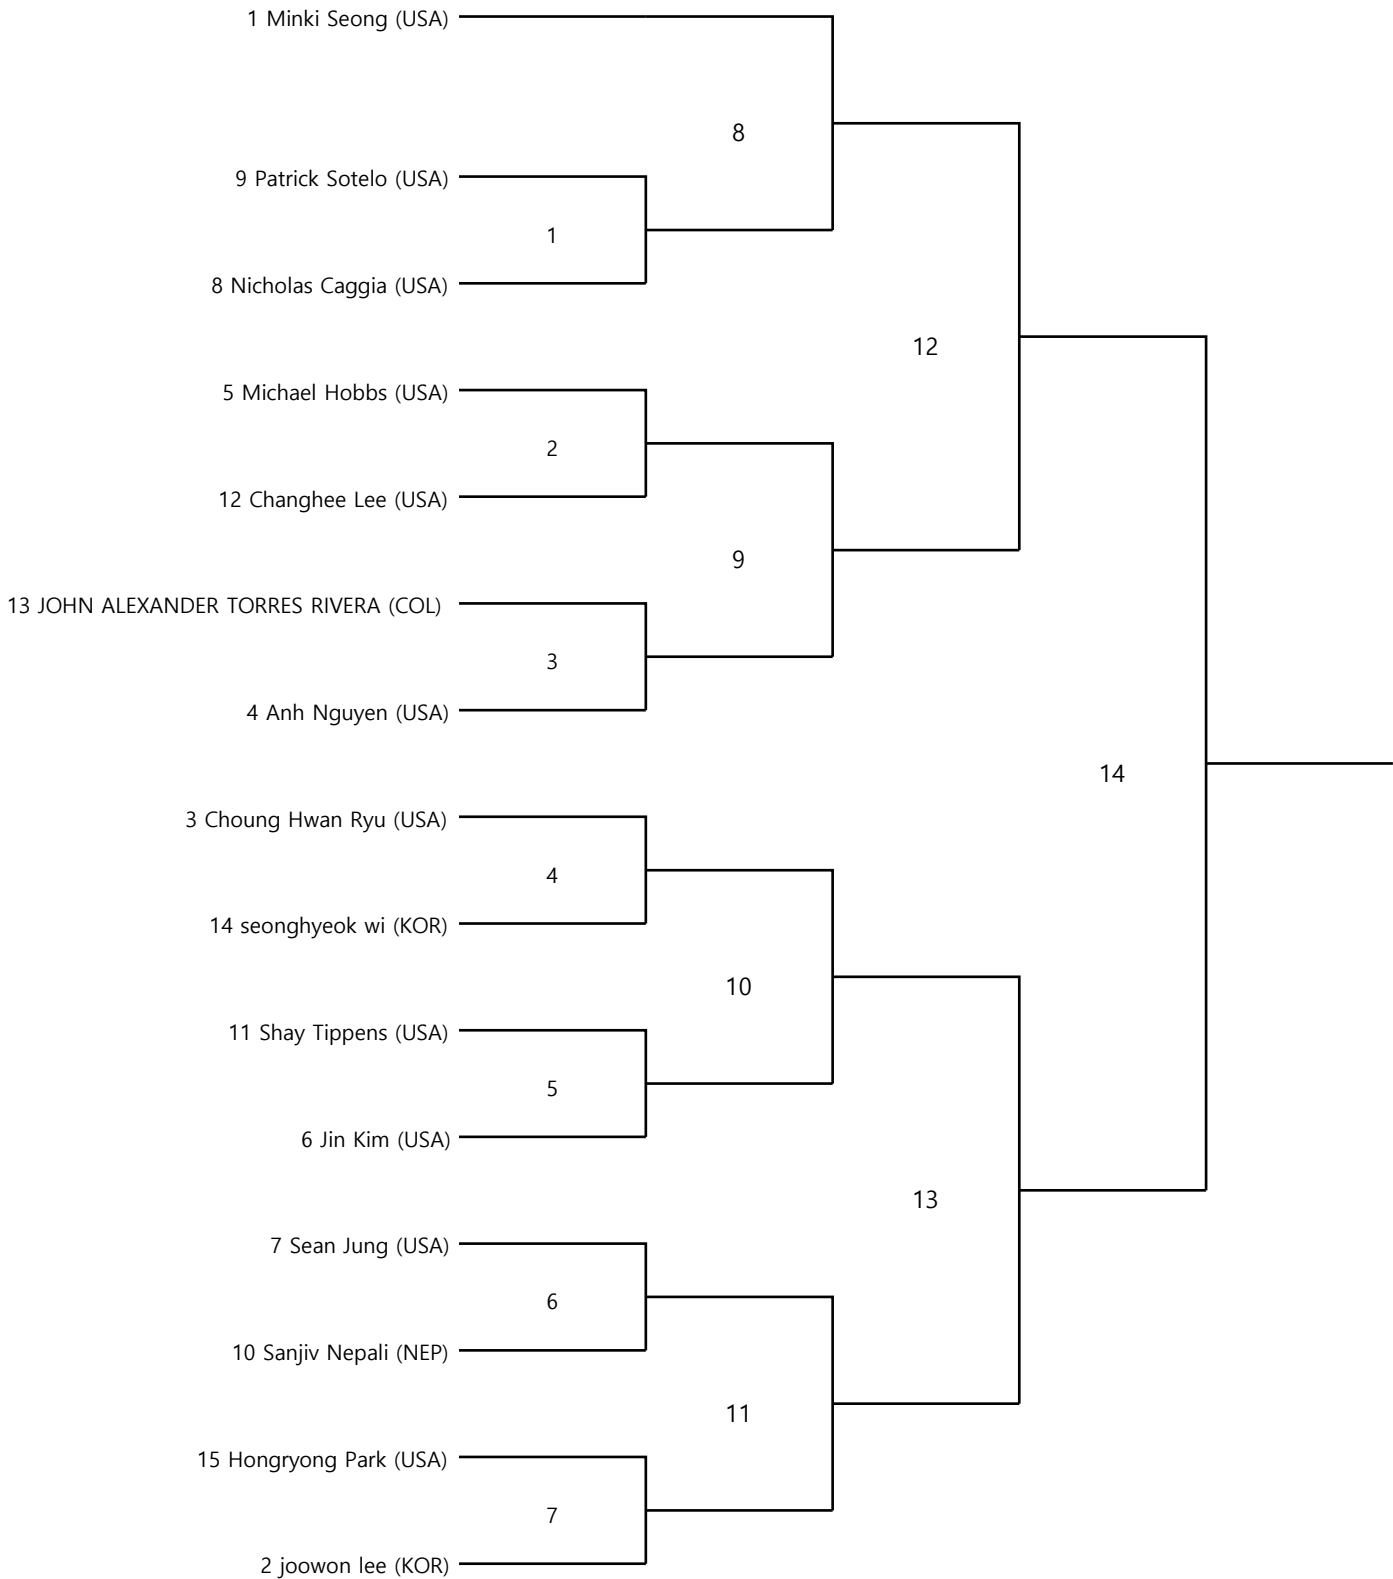 1 Minki Seong (USA)
8
9 Patrick Sotelo (USA)
1
8 Nicholas Caggia (USA)
12
5 Michael Hobbs (USA)
2
12 Changhee Lee (USA)
9
13 JOHN ALEXANDER TORRES RIVERA (COL)
3
4 Anh Nguyen (USA)
14
3 Choung Hwan Ryu (USA)
4
14 seonghyeok wi (KOR)
10
11 Shay Tippens (USA)
5
6 Jin Kim (USA)
13
7 Sean Jung (USA)
6
10 Sanjiv Nepali (NEP)
11
15 Hongryong Park (USA)
7
2 joowon lee (KOR)